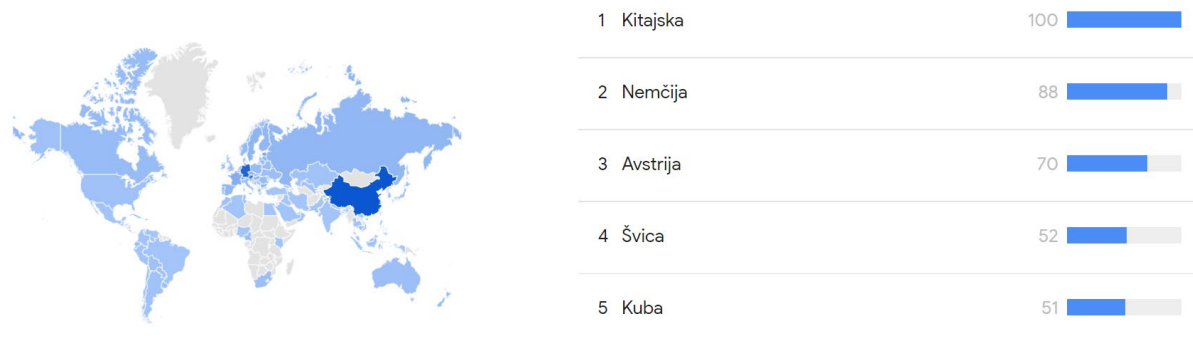 1 Kitajska 100
2 Nemčija 88
3 Avstrija 70
4 Švica 52
5 Kuba 51